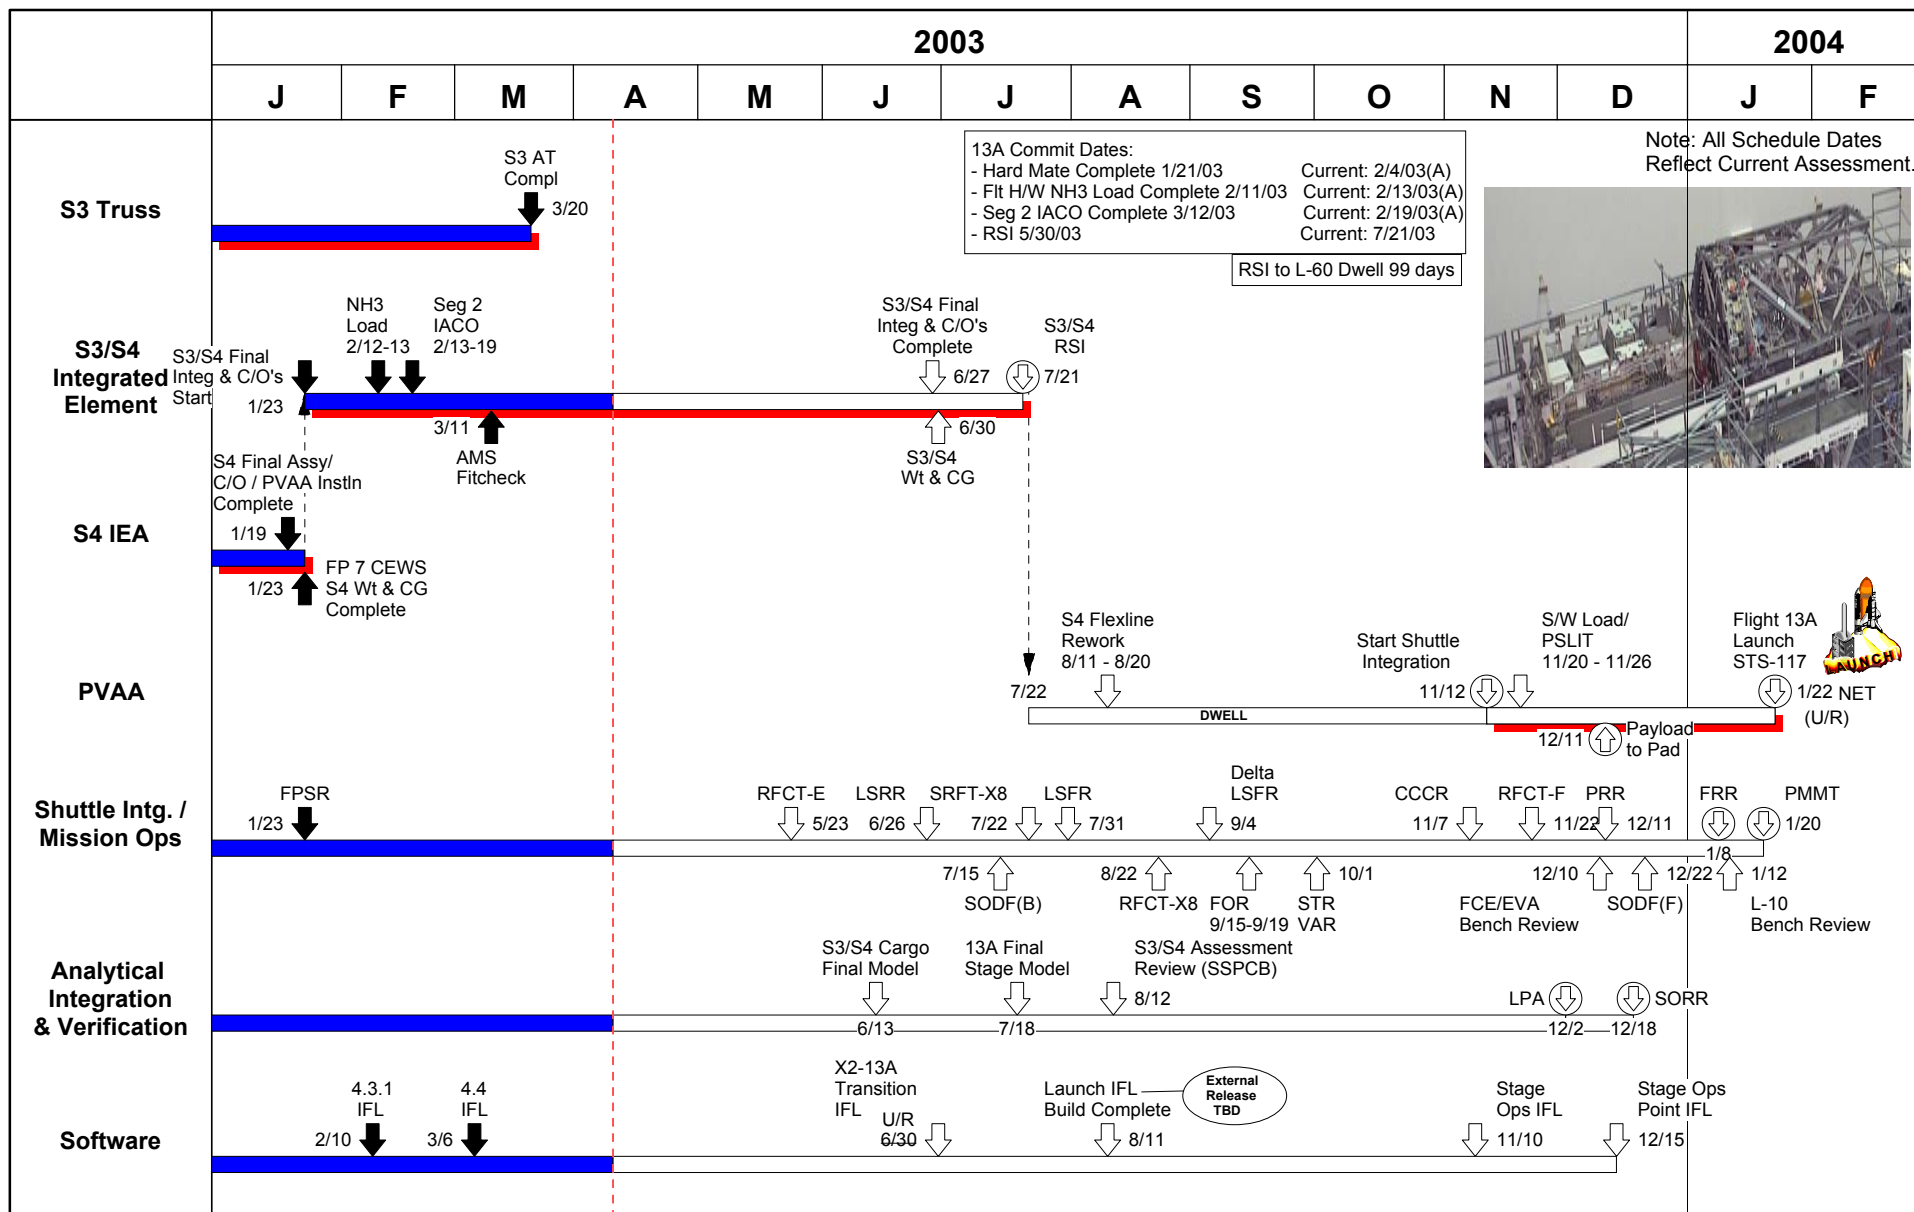 2003
2004
J F M A M J J A S O N D J F
Note: All Schedule Dates
Reflect Current Assessment.
13A Commit Dates:
- Hard Mate Complete 1/21/03 Current: 2/4/03(A)
- Flt H/W NH3 Load Complete 2/11/03 Current: 2/13/03(A)
- Seg 2 IACO Complete 3/12/03 Current: 2/19/03(A)
- RSI 5/30/03 Current: 7/21/03
RSI to L-60 Dwell 99 days
S3 Truss
S3 AT
Compl
3/20
S3/S4
Integrated
Element
S3/S4 Final
Integ & C/O's
Start
1/23
NH3
Load
2/12-13
Seg 2
IACO
2/13-19
3/11
AMS
Fitcheck
S3/S4 Final
Integ & C/O's
Complete
6/27
S3/S4
RSI
7/21
6/30
S3/S4
Wt & CG
S4 IEA
S4 Final Assy/
C/O / PVAA Instln
Complete
1/19
1/23
FP 7 CEWS
S4 Wt & CG
Complete
PVAA
7/22
S4 Flexline
Rework
8/11 - 8/20
DWELL
Start Shuttle
Integration
11/12
S/W Load/
PSLIT
11/20 - 11/26
12/11
Payload
to Pad
Flight 13A
Launch
STS-117
1/22 NET
(U/R)
LAUNCH!
Shuttle Intg. /
Mission Ops
FPSR
1/23
RFCT-E
5/23
LSRR
6/26
SRFT-X8
7/22
LSFR
7/31
Delta
LSFR
9/4
CCCR
11/7
RFCT-F
11/22
PRR
12/11
FRR
1/8
PMMT
1/20
7/15
SODF(B)
8/22
RFCT-X8
FOR
9/15-9/19
10/1
STR
VAR
12/10
FCE/EVA
Bench Review
12/22
SODF(F)
1/12
L-10
Bench Review
Analytical
Integration
& Verification
S3/S4 Cargo
Final Model
6/13
13A Final
Stage Model
7/18
S3/S4 Assessment
Review (SSPCB)
8/12
LPA
12/2
SORR
12/18
Software
4.3.1
IFL
2/10
4.4
IFL
3/6
X2-13A
Transition
IFL
U/R
6/30
Launch IFL
Build Complete
8/11
External
Release
TBD
Stage
Ops IFL
11/10
Stage Ops
Point IFL
12/15